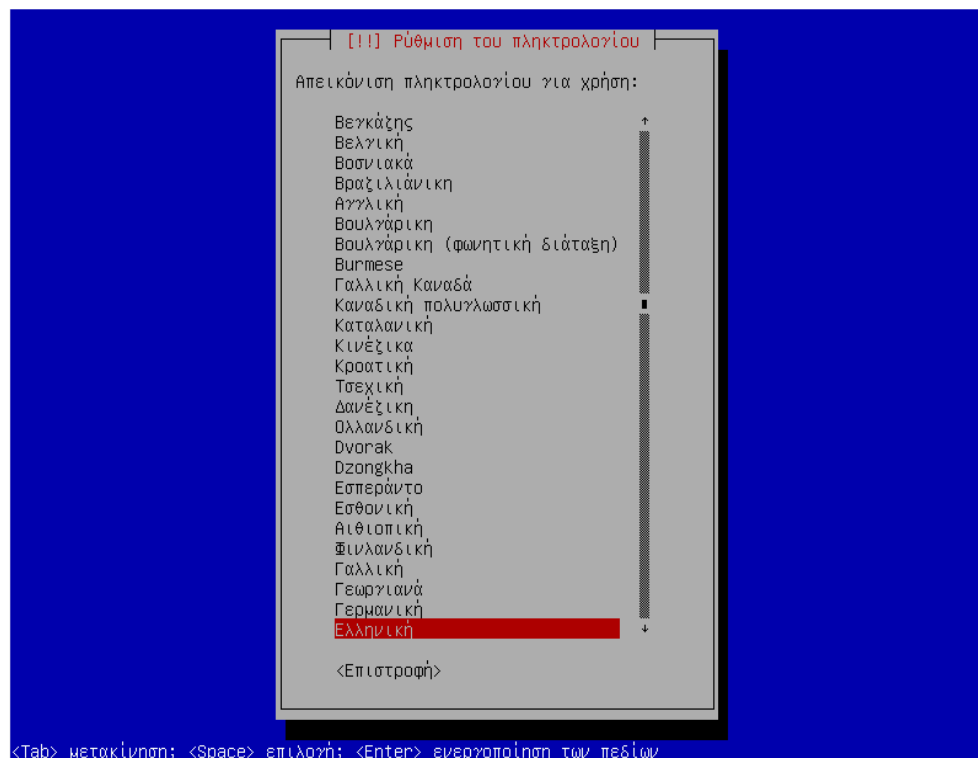 [!!] Ρύθμιση του πληκτρολογίου
Απεικόνιση πληκτρολογίου για χρήση:
Βεγκάζης
Βελγική
Βοσνιακά
Βραζιλιάνικη
Αγγλική
Βουλγάρικη
Βουλγάρικη (φωνητική διάταξη)
Burmese
Γαλλική Καναδά
Καναδική πολυγλωσσική
Καταλανική
Κινέζικα
Κροατική
Τσεχική
Δανέζικη
Ολλανδική
Dvorak
Dzongkha
Εσπεράντο
Εσθονική
Αιθιοπική
Φινλανδική
Γαλλική
Γεωργιανά
Γερμανική
Ελληνική
<Επιστροφή>
<Tab> μετακίνηση; <Space> επιλογή; <Enter> ενεργοποίηση των πεδίων